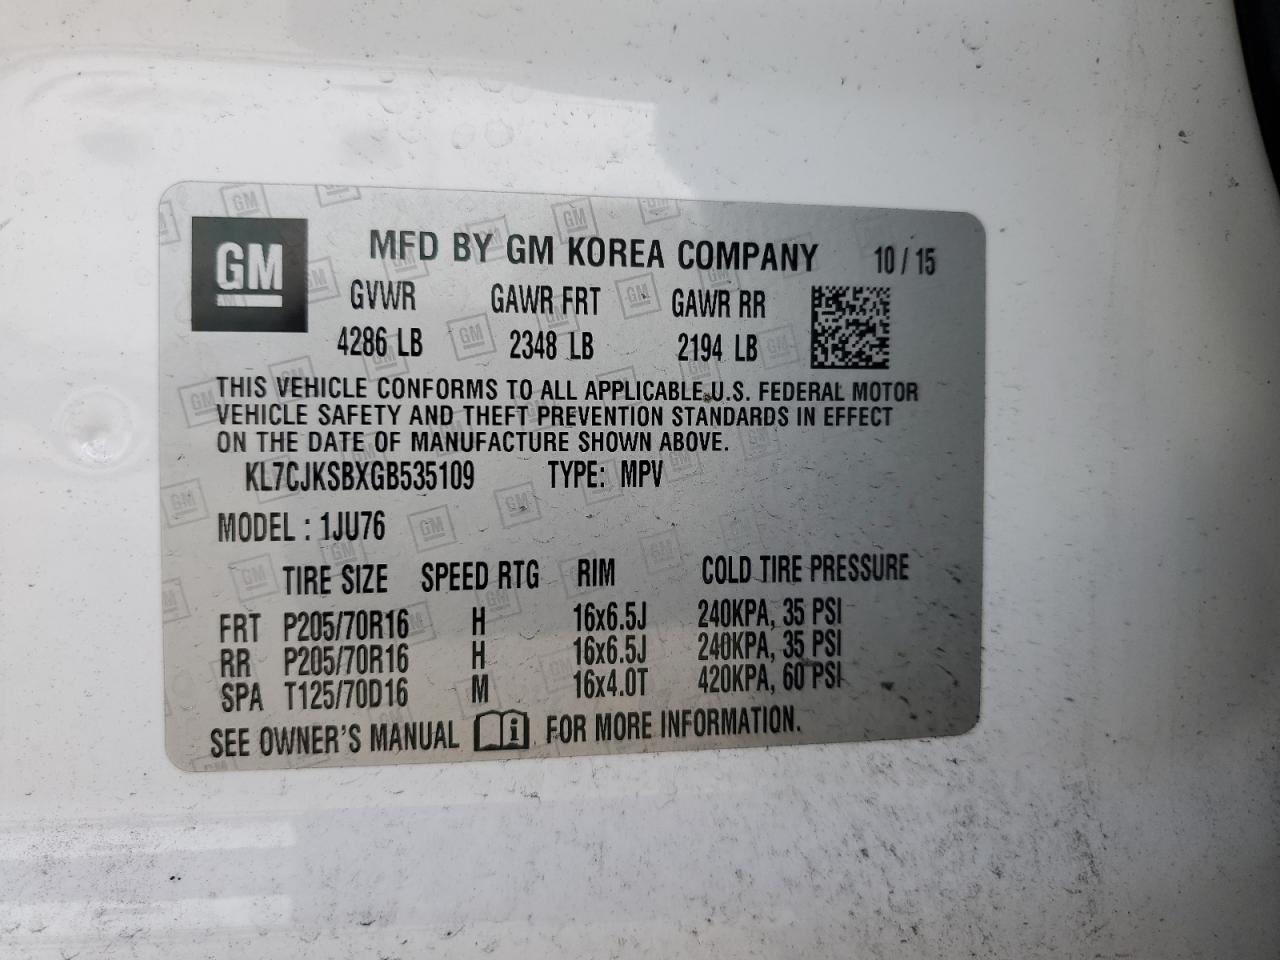 GM
MFD BY GM KOREA COMPANY 10 / 15
GVWR GAWR FRT GAWR RR
4286 LB 2348 LB 2194 LB
THIS VEHICLE CONFORMS TO ALL APPLICABLE U.S. FEDERAL MOTOR
VEHICLE SAFETY AND THEFT PREVENTION STANDARDS IN EFFECT
ON THE DATE OF MANUFACTURE SHOWN ABOVE.
KL7CJKSBXGB535109 TYPE: MPV
MODEL : 1JU76
TIRE SIZE SPEED RTG RIM COLD TIRE PRESSURE
FRT P205/70R16 H 16x6.5J 240KPA, 35 PSI
RR P205/70R16 H 16x6.5J 240KPA, 35 PSI
SPA T125/70D16 M 16x4.0T 420KPA, 60 PSI
SEE OWNER'S MANUAL i FOR MORE INFORMATION.